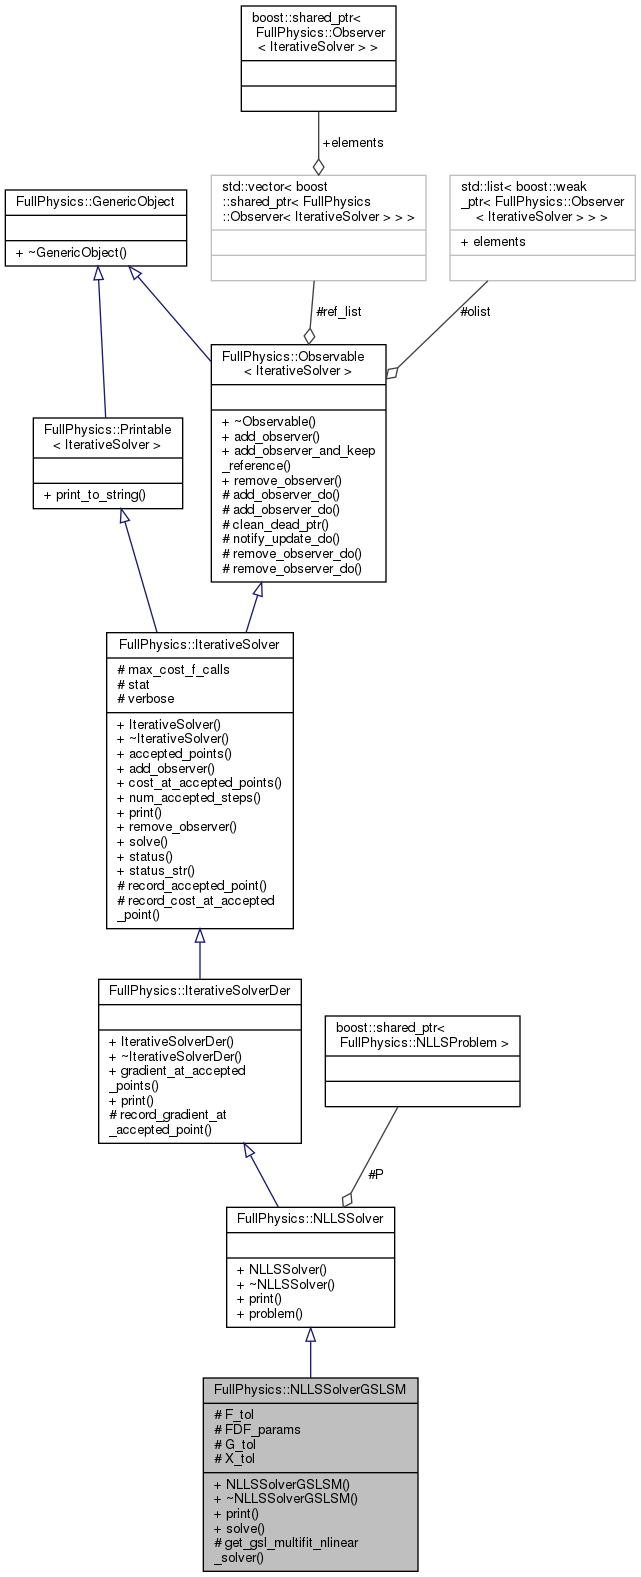 boost::shared_ptr<
FullPhysics::Observer
< IterativeSolver > >
+elements
FullPhysics::GenericObject
+ ~GenericObject()
std::vector< boost
::shared_ptr< FullPhysics
::Observer< IterativeSolver > > >
std::list< boost::weak
_ptr< FullPhysics::Observer
< IterativeSolver > > >
+ elements
#ref_list
#olist
FullPhysics::Observable
< IterativeSolver >
+ ~Observable()
+ add_observer()
+ add_observer_and_keep
_reference()
+ remove_observer()
# add_observer_do()
# add_observer_do()
# clean_dead_ptr()
# notify_update_do()
# remove_observer_do()
# remove_observer_do()
FullPhysics::Printable
< IterativeSolver >
+ print_to_string()
FullPhysics::IterativeSolver
# max_cost_f_calls
# stat
# verbose
+ IterativeSolver()
+ ~IterativeSolver()
+ accepted_points()
+ add_observer()
+ cost_at_accepted_points()
+ num_accepted_steps()
+ print()
+ remove_observer()
+ solve()
+ status()
+ status_str()
# record_accepted_point()
# record_cost_at_accepted
_point()
FullPhysics::IterativeSolverDer
+ IterativeSolverDer()
+ ~IterativeSolverDer()
+ gradient_at_accepted
_points()
+ print()
# record_gradient_at
_accepted_point()
boost::shared_ptr<
FullPhysics::NLLSProblem >
#P
FullPhysics::NLLSSolver
+ NLLSSolver()
+ ~NLLSSolver()
+ print()
+ problem()
FullPhysics::NLLSSolverGSLSM
# F_tol
# FDF_params
# G_tol
# X_tol
+ NLLSSolverGSLSM()
+ ~NLLSSolverGSLSM()
+ print()
+ solve()
# get_gsl_multifit_nlinear
_solver()